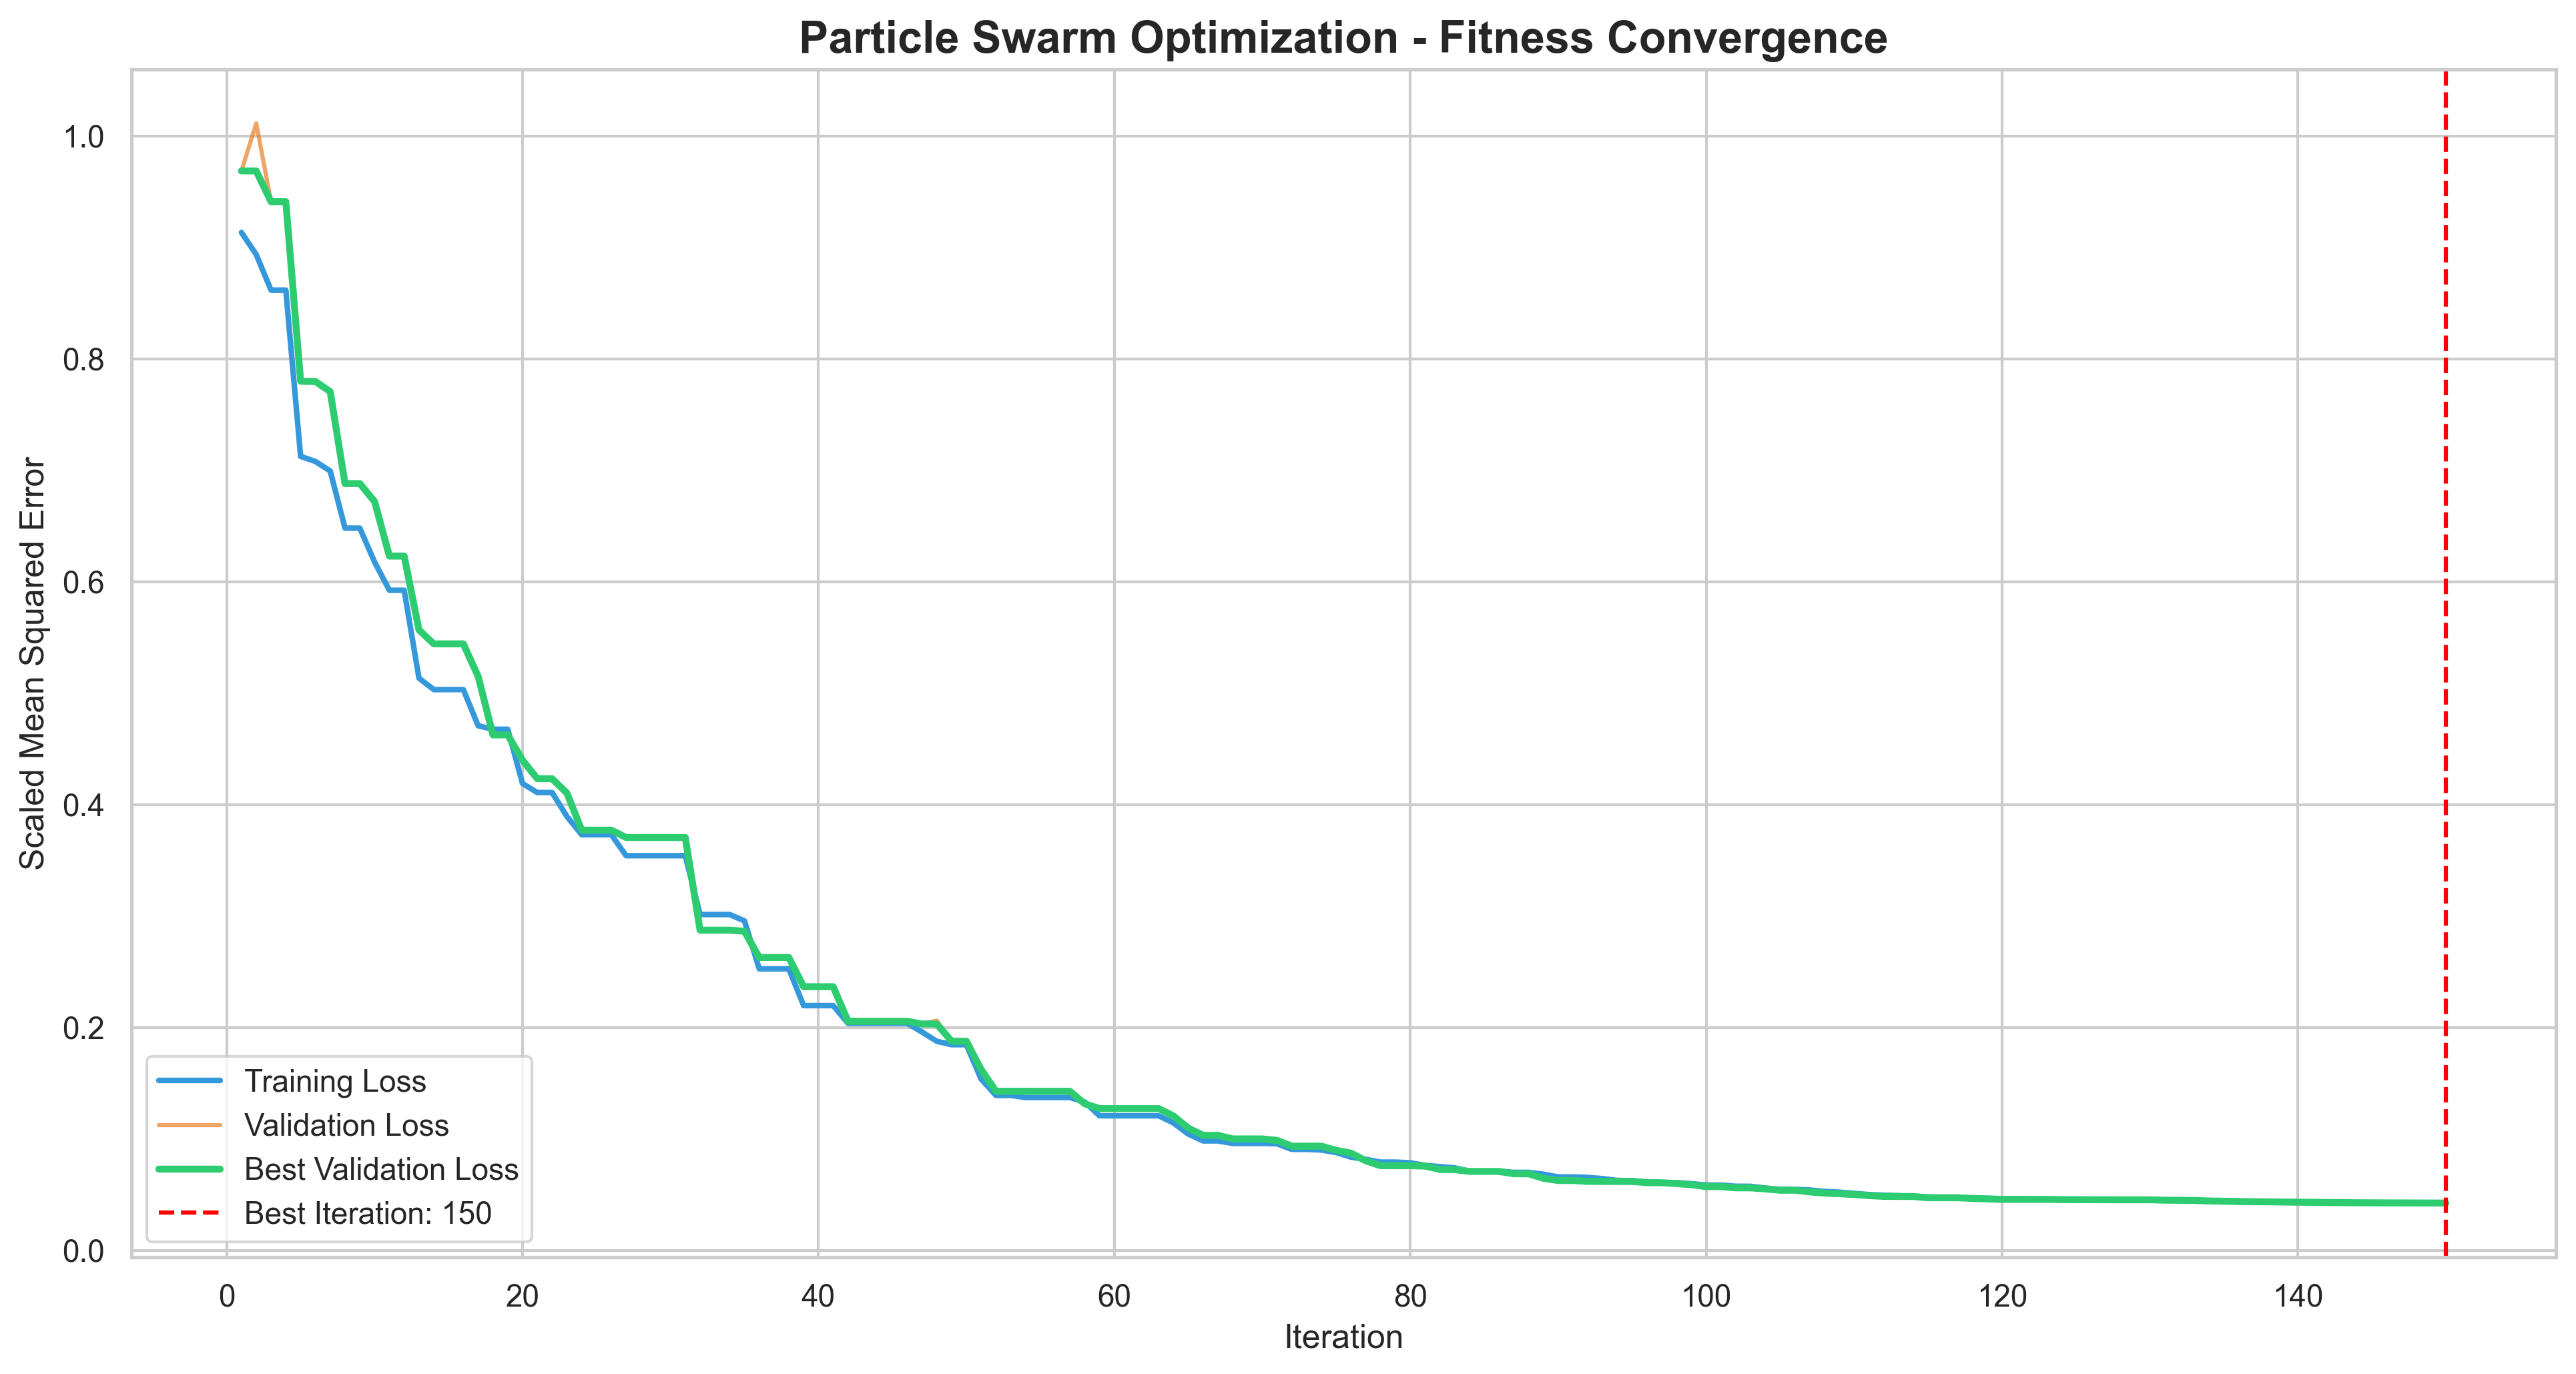 Particle Swarm Optimization - Fitness Convergence
Scaled Mean Squared Error
1.0
0.8
0.6
0.4
0.2
0.0
Training Loss
Validation Loss
Best Validation Loss
Best Iteration: 150
0 20 40 60 80 100 120 140
Iteration